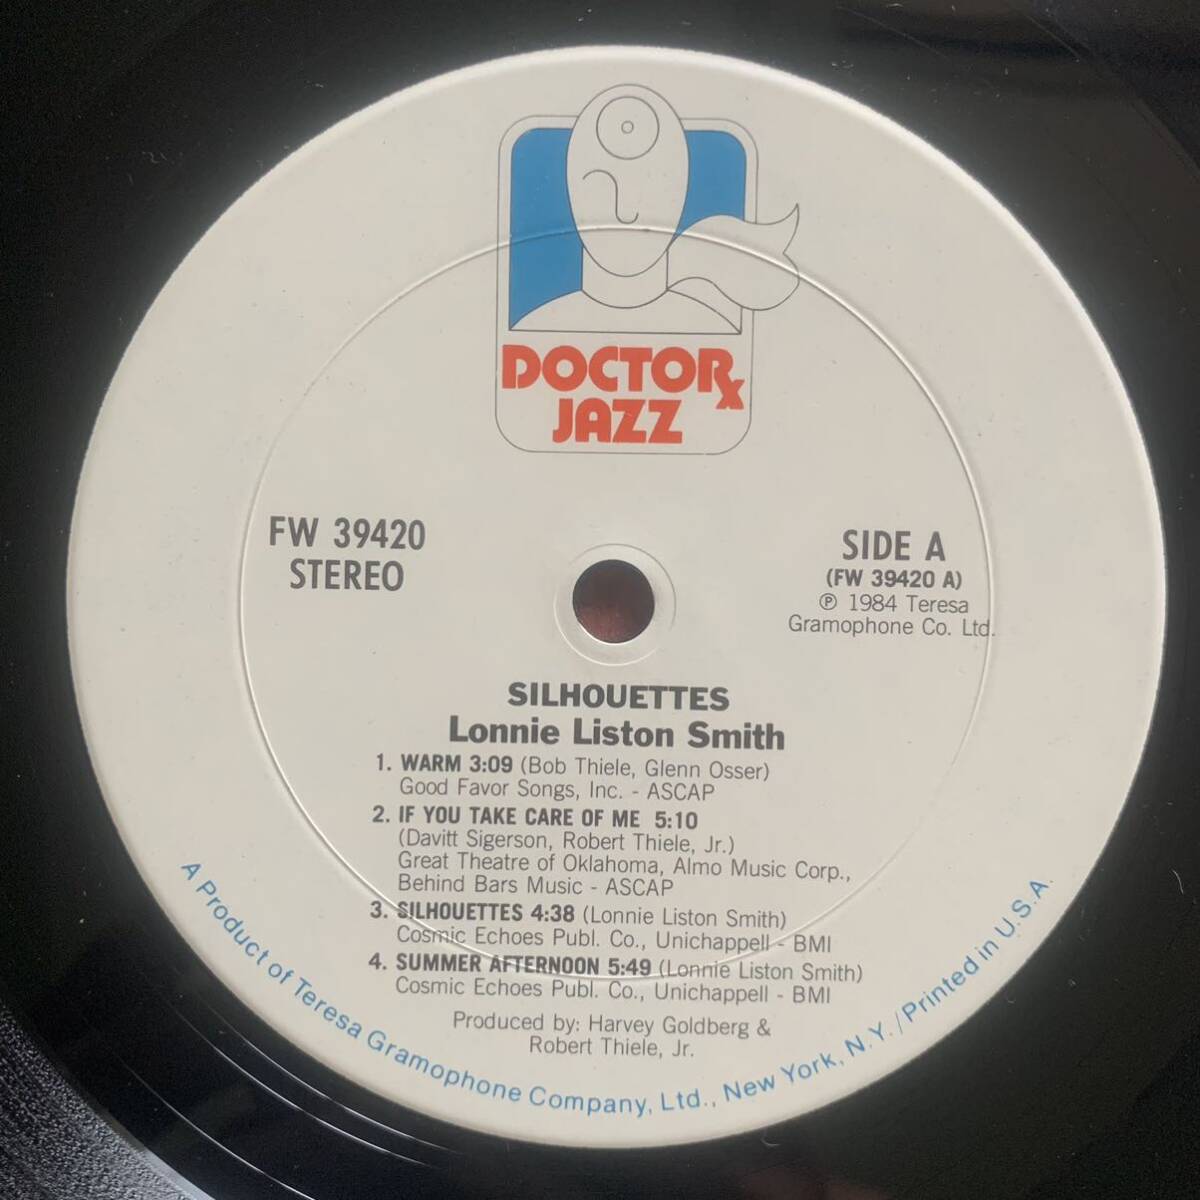 DOCTORx
JAZZ
FW 39420
STEREO
SIDE A
(FW 39420 A)
℗ 1984 Teresa
Gramophone Co. Ltd.
SILHOUETTES
Lonnie Liston Smith
1. WARM 3:09 (Bob Thiele, Glenn Osser)
Good Favor Songs, Inc. - ASCAP
2. IF YOU TAKE CARE OF ME 5:10
(Davitt Sigerson, Robert Thiele, Jr.)
Great Theatre of Oklahoma, Almo Music Corp.,
Behind Bars Music - ASCAP
3. SILHOUETTES 4:38 (Lonnie Liston Smith)
Cosmic Echoes Publ. Co., Unichappell - BMI
4. SUMMER AFTERNOON 5:49 (Lonnie Liston Smith)
Cosmic Echoes Publ. Co., Unichappell - BMI
Produced by: Harvey Goldberg &
Robert Thiele, Jr.
A Product of Teresa Gramophone Company, Ltd., New York, N.Y./Printed in U.S.A.